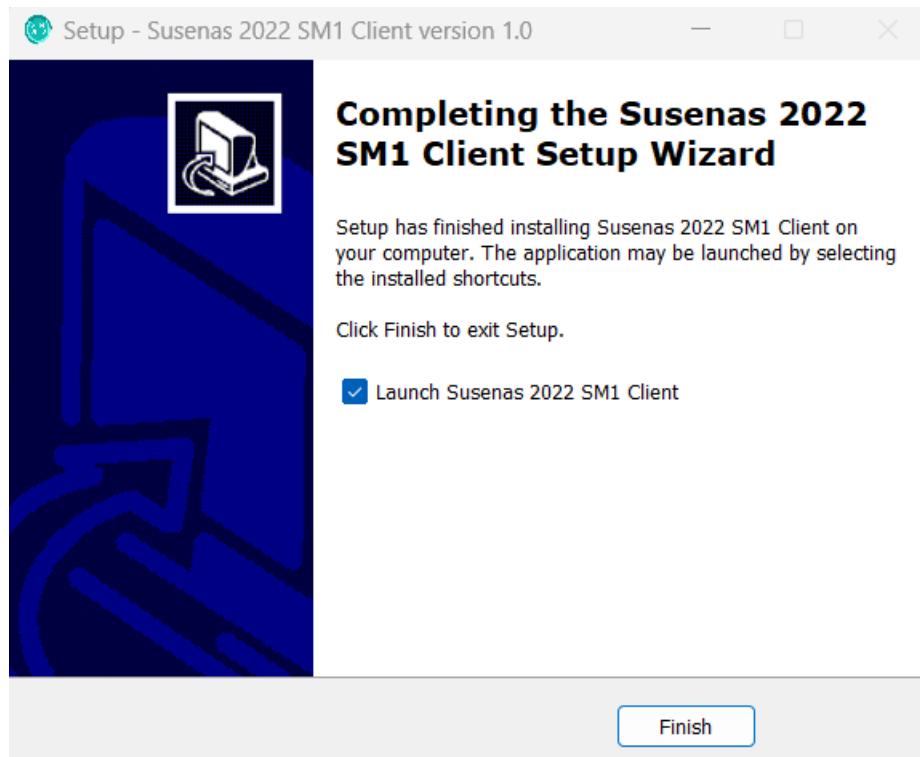 Setup - Susenas 2022 SM1 Client version 1.0
Completing the Susenas 2022
SM1 Client Setup Wizard
Setup has finished installing Susenas 2022 SM1 Client on
your computer. The application may be launched by selecting
the installed shortcuts.
Click Finish to exit Setup.
Launch Susenas 2022 SM1 Client
Finish